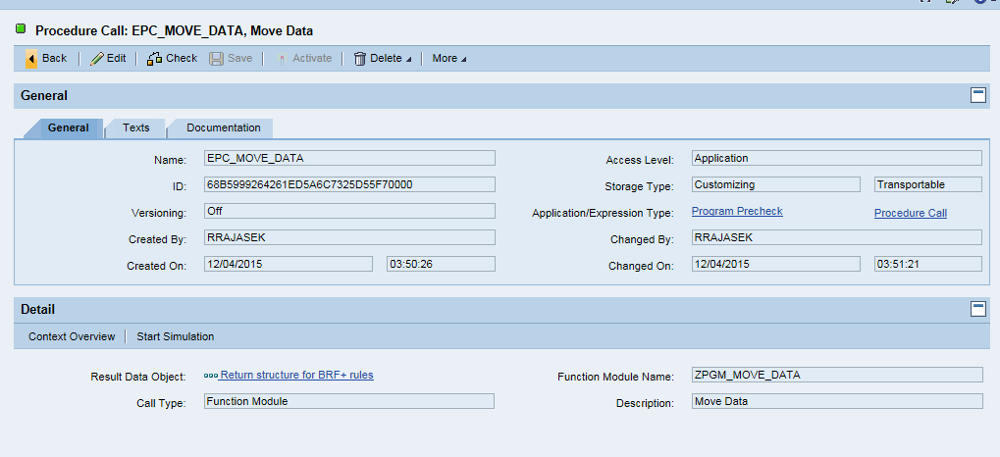 Procedure Call: EPC_MOVE_DATA, Move Data
Back Edit Check Save Activate Delete More
General
General Texts Documentation
Name: EPC_MOVE_DATA Access Level: Application
ID: 68B5999264261ED5A6C7325D55F70000 Storage Type: Customizing Transportable
Versioning: Off Application/Expression Type: Program Precheck Procedure Call
Created By: RRAJASEK Changed By: RRAJASEK
Created On: 12/04/2015 03:50:26 Changed On: 12/04/2015 03:51:21
Detail
Context Overview Start Simulation
Result Data Object: Return structure for BRF+ rules Function Module Name: ZPGM_MOVE_DATA
Call Type: Function Module Description: Move Data